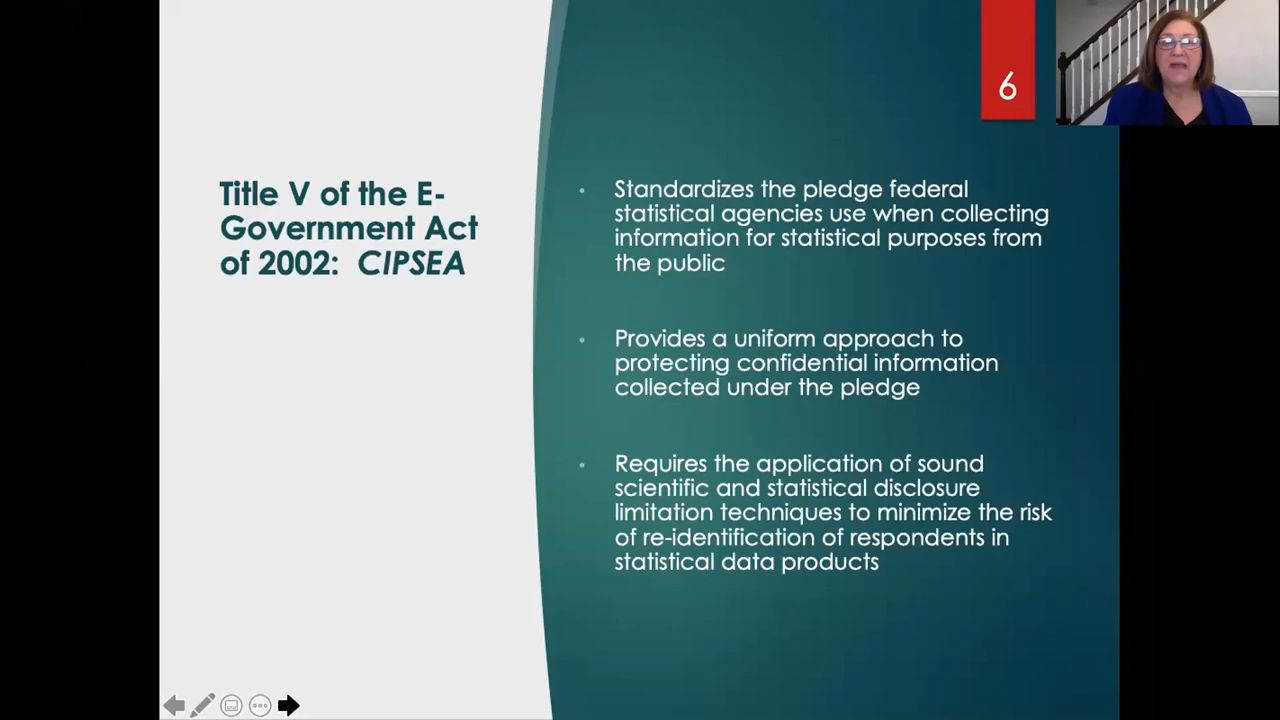 6
Title V of the E-
Government Act
of 2002: CIPSEA
• Standardizes the pledge federal
statistical agencies use when collecting
information for statistical purposes from
the public
• Provides a uniform approach to
protecting confidential information
collected under the pledge
• Requires the application of sound
scientific and statistical disclosure
limitation techniques to minimize the risk
of re-identification of respondents in
statistical data products